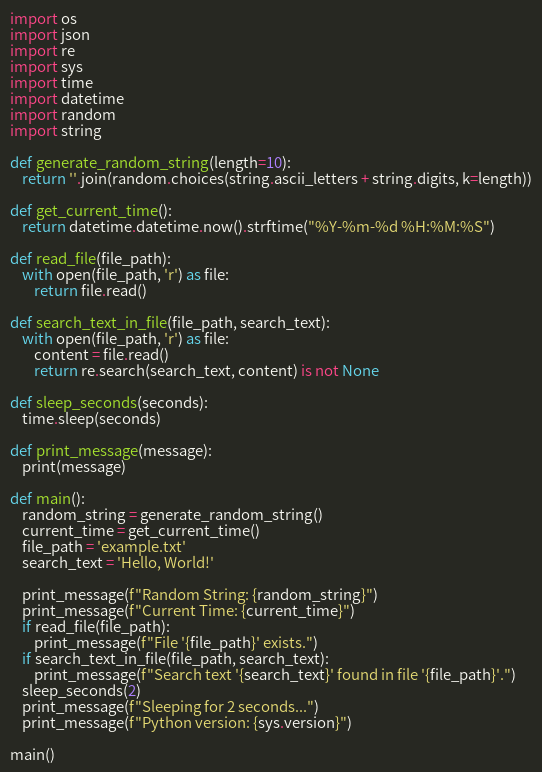 import os
import json
import re
import sys
import time
import datetime
import random
import string

def generate_random_string(length=10):
    return ''.join(random.choices(string.ascii_letters + string.digits, k=length))

def get_current_time():
    return datetime.datetime.now().strftime("%Y-%m-%d %H:%M:%S")

def read_file(file_path):
    with open(file_path, 'r') as file:
        return file.read()

def search_text_in_file(file_path, search_text):
    with open(file_path, 'r') as file:
        content = file.read()
        return re.search(search_text, content) is not None

def sleep_seconds(seconds):
    time.sleep(seconds)

def print_message(message):
    print(message)

def main():
    random_string = generate_random_string()
    current_time = get_current_time()
    file_path = 'example.txt'
    search_text = 'Hello, World!'

    print_message(f"Random String: {random_string}")
    print_message(f"Current Time: {current_time}")
    if read_file(file_path):
        print_message(f"File '{file_path}' exists.")
    if search_text_in_file(file_path, search_text):
        print_message(f"Search text '{search_text}' found in file '{file_path}'.")
    sleep_seconds(2)
    print_message(f"Sleeping for 2 seconds...")
    print_message(f"Python version: {sys.version}")

main()